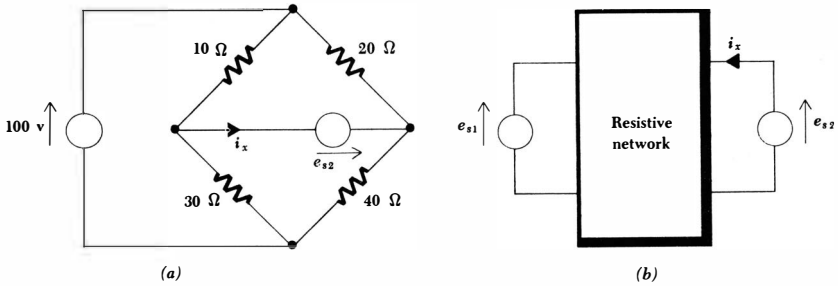 10 Ω
20 Ω
100 v
i_x
e_s2
30 Ω
40 Ω
(a)
i_x
e_s1
Resistive
network
e_s2
(b)